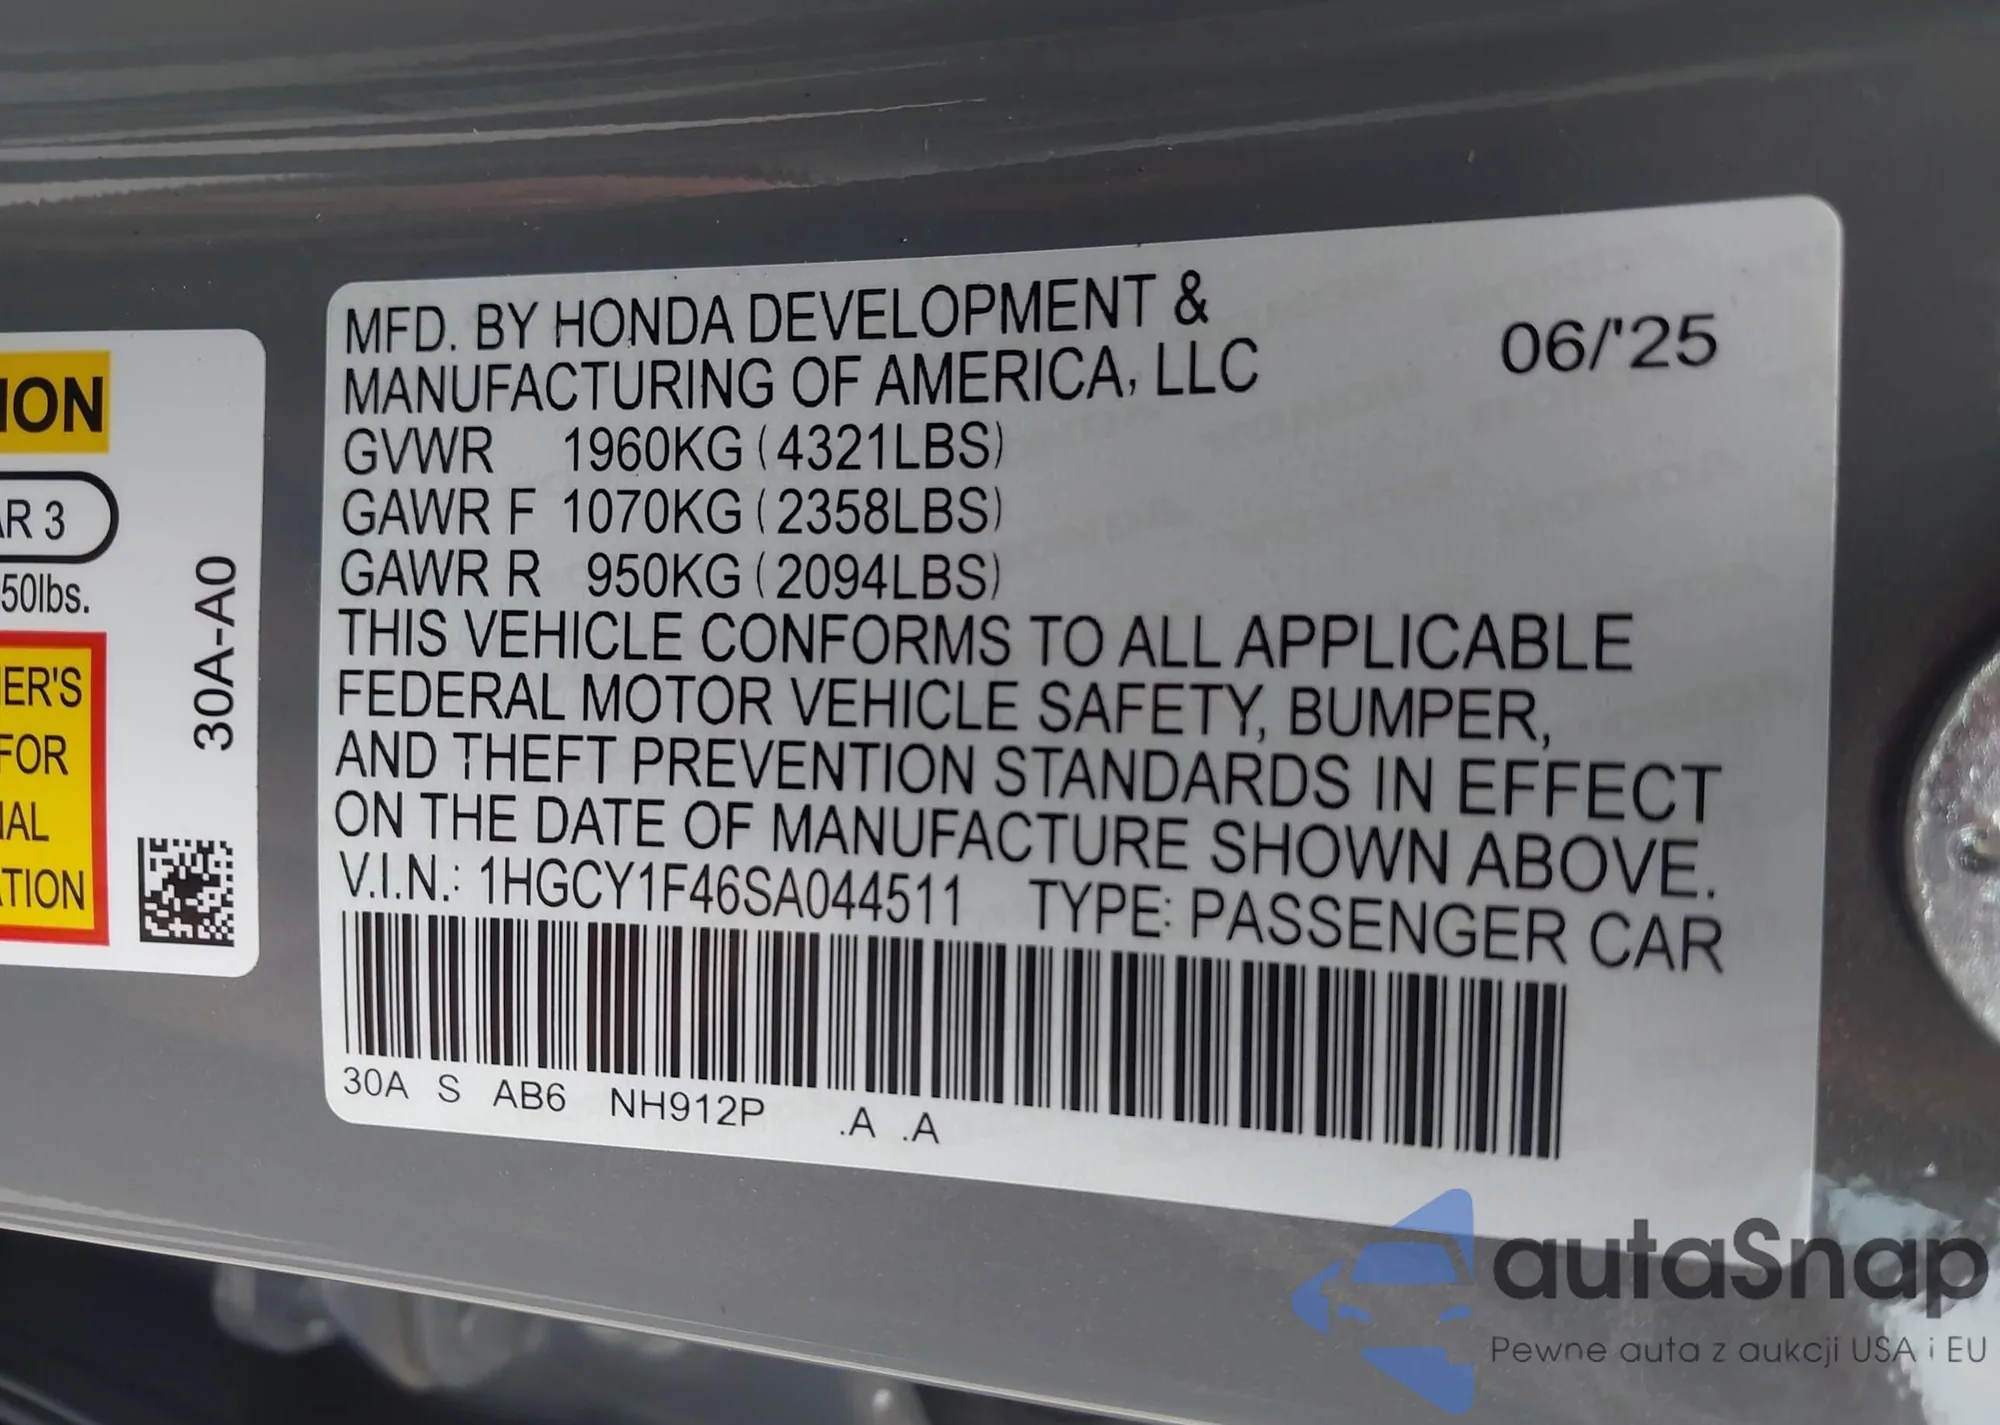 ION
AR 3
50lbs.
ER'S
FOR
IAL
TION
30A-A0
MFD. BY HONDA DEVELOPMENT &
MANUFACTURING OF AMERICA, LLC
06/'25
GVWR 1960KG (4321LBS)
GAWR F 1070KG (2358LBS)
GAWR R 950KG (2094LBS)
THIS VEHICLE CONFORMS TO ALL APPLICABLE
FEDERAL MOTOR VEHICLE SAFETY, BUMPER,
AND THEFT PREVENTION STANDARDS IN EFFECT
ON THE DATE OF MANUFACTURE SHOWN ABOVE.
V.I.N.: 1HGCY1F46SA044511 TYPE: PASSENGER CAR
30A S AB6 NH912P .A .A
autaSnap
Pewne auta z aukcji USA i EU